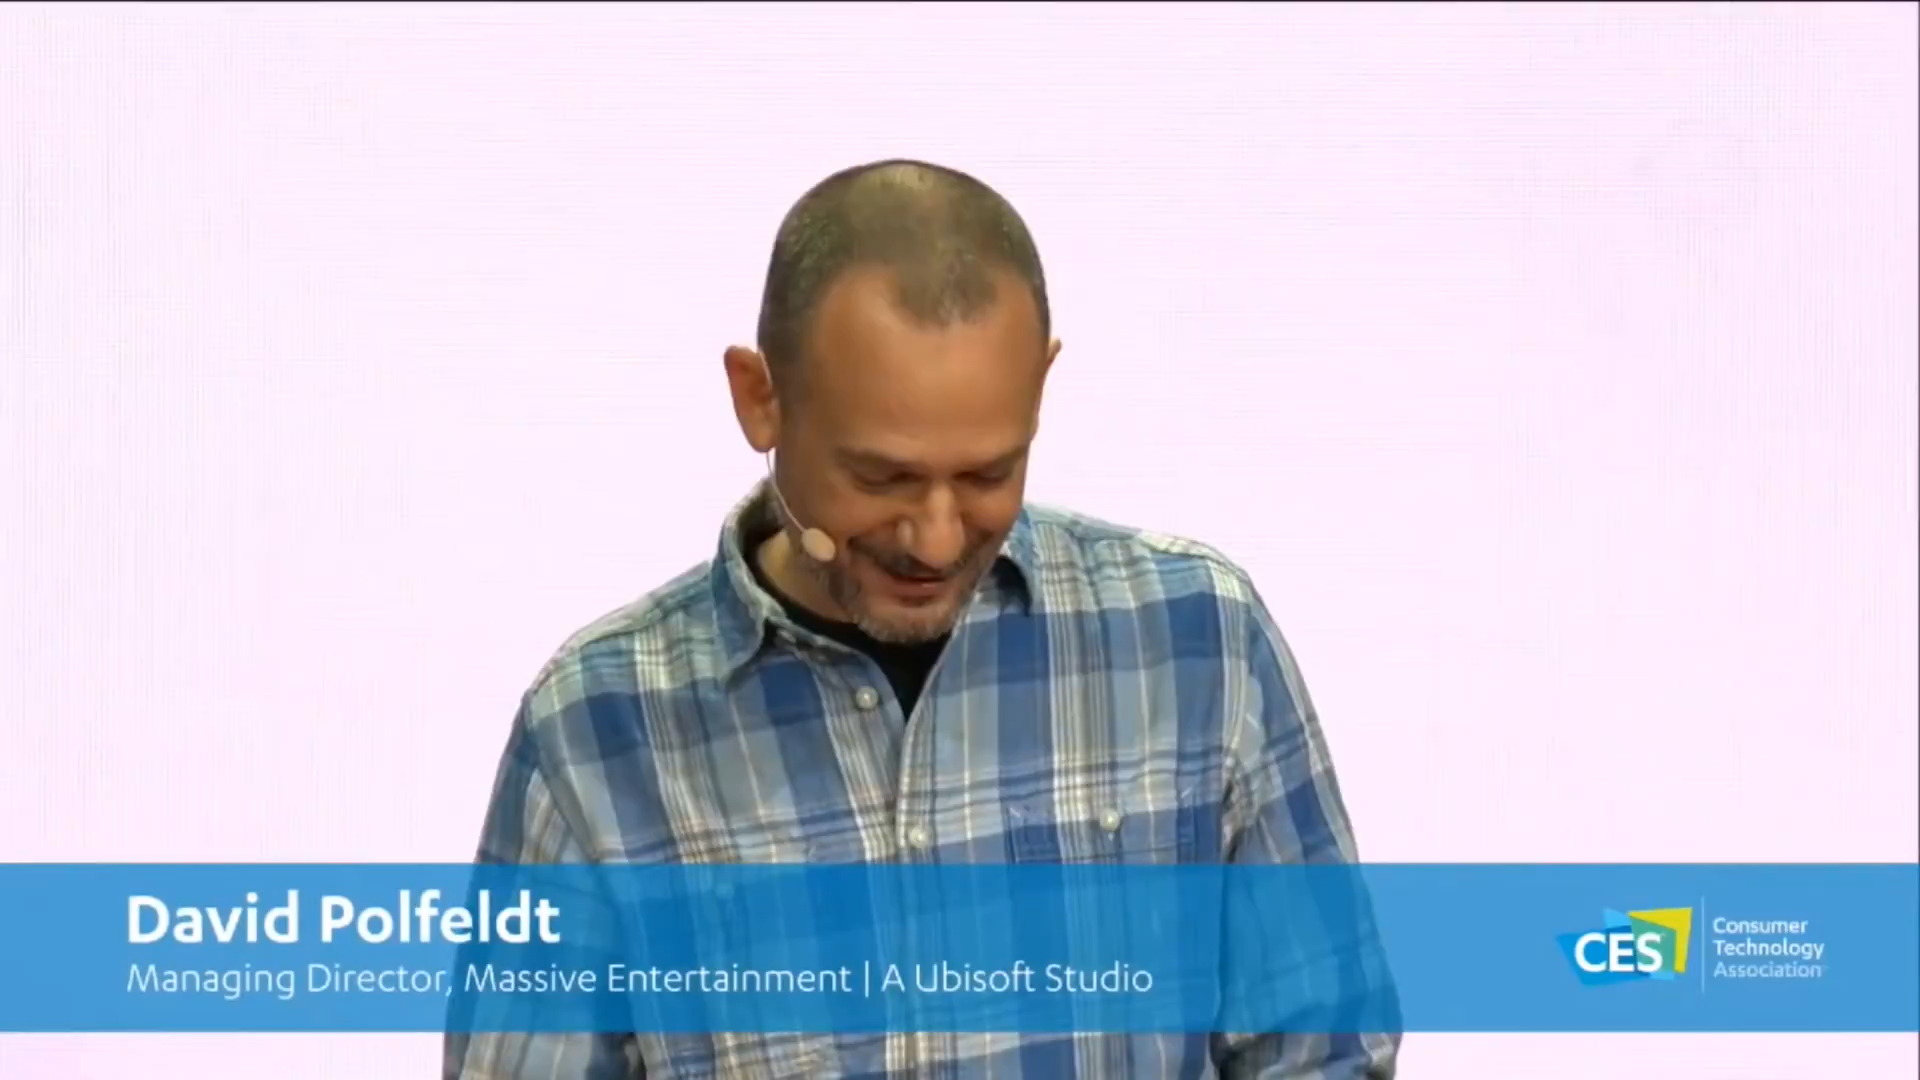 David Polfeldt
Managing Director, Massive Entertainment | A Ubisoft Studio
CES
Consumer
Technology
Association